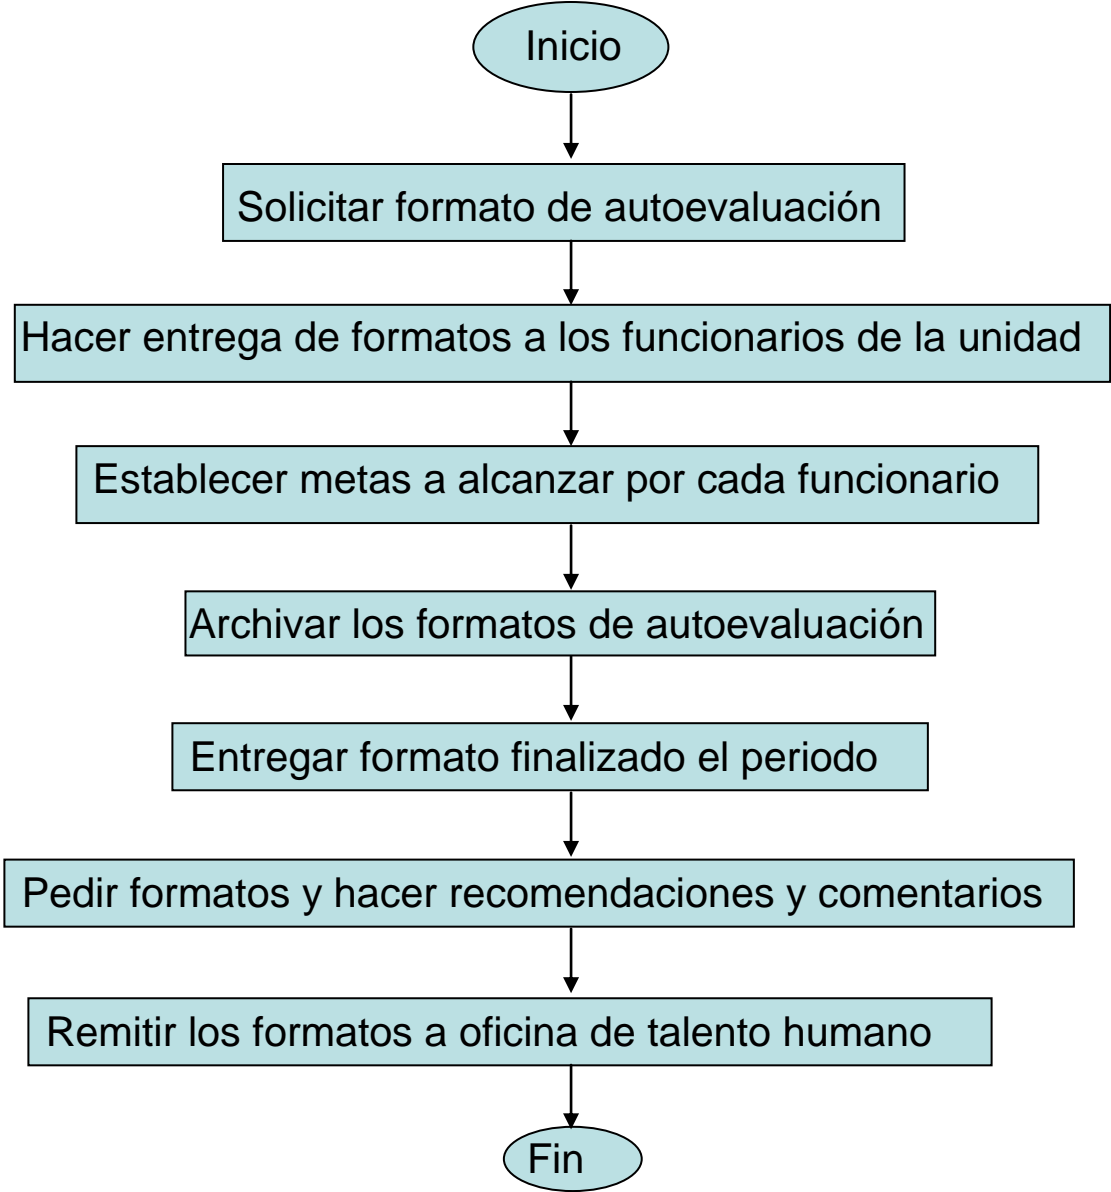 Inicio
Solicitar formato de autoevaluación
Hacer entrega de formatos a los funcionarios de la unidad
Establecer metas a alcanzar por cada funcionario
Archivar los formatos de autoevaluación
Entregar formato finalizado el periodo
Pedir formatos y hacer recomendaciones y comentarios
Remitir los formatos a oficina de talento humano
Fin